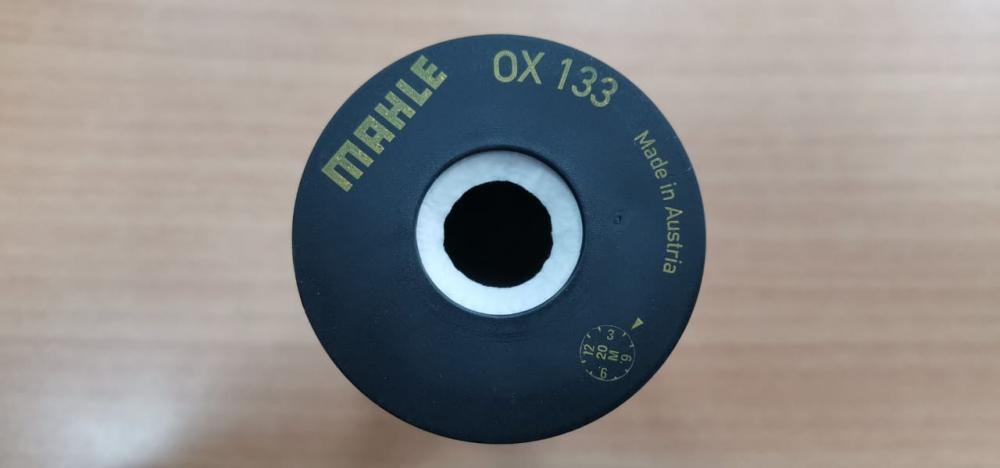 MAHLE
OX 133
Made in Austria
3
12 20 6
M
9